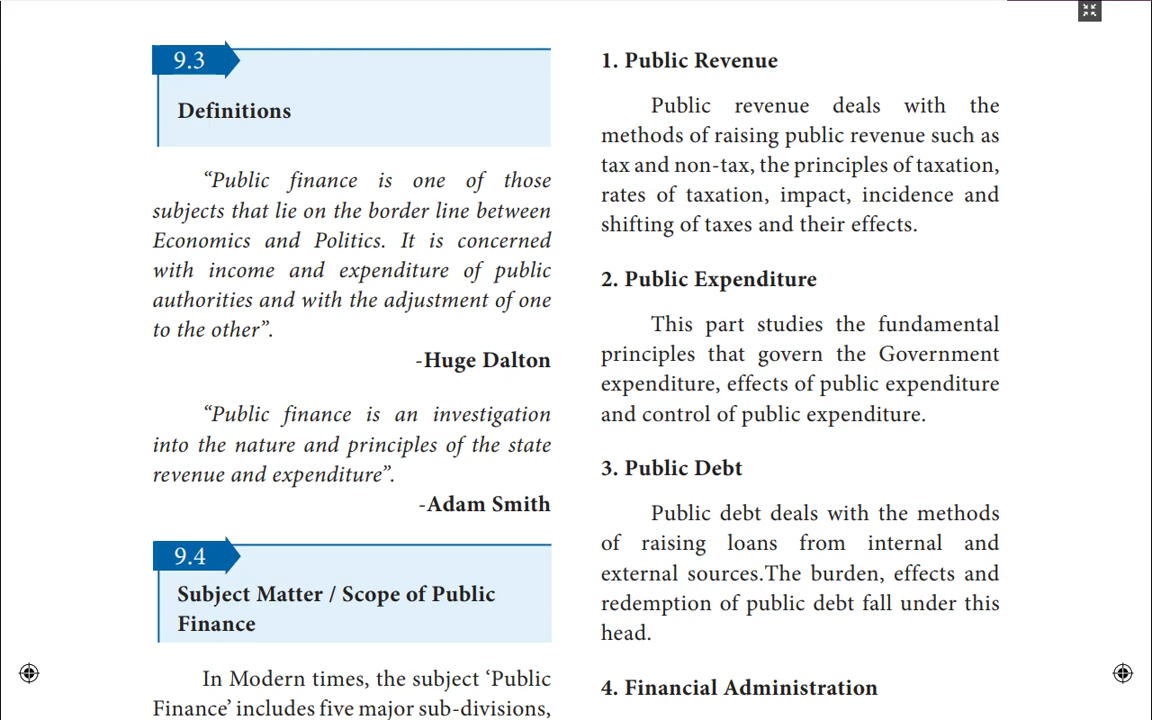 9.3
Definitions
“Public finance is one of those
subjects that lie on the border line between
Economics and Politics. It is concerned
with income and expenditure of public
authorities and with the adjustment of one
to the other”.
-Huge Dalton
“Public finance is an investigation
into the nature and principles of the state
revenue and expenditure”.
-Adam Smith
9.4
Subject Matter / Scope of Public
Finance
In Modern times, the subject ‘Public
Finance’ includes five major sub-divisions,
1. Public Revenue
Public revenue deals with the
methods of raising public revenue such as
tax and non-tax, the principles of taxation,
rates of taxation, impact, incidence and
shifting of taxes and their effects.
2. Public Expenditure
This part studies the fundamental
principles that govern the Government
expenditure, effects of public expenditure
and control of public expenditure.
3. Public Debt
Public debt deals with the methods
of raising loans from internal and
external sources.The burden, effects and
redemption of public debt fall under this
head.
4. Financial Administration